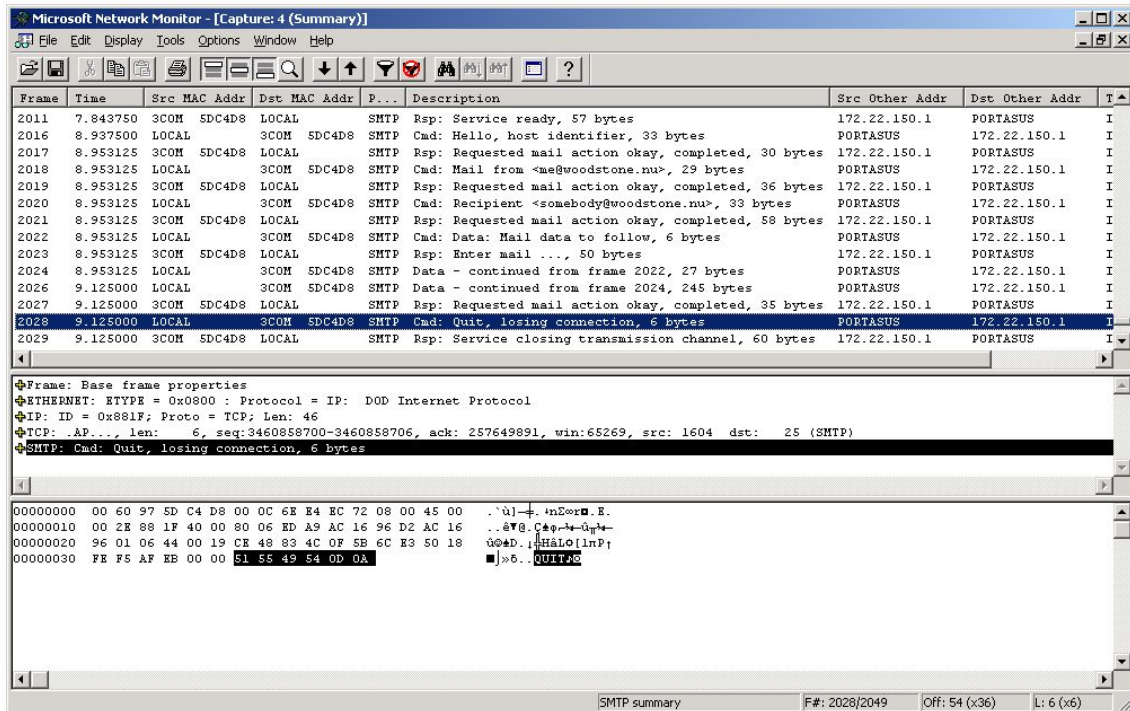 Microsoft Network Monitor - [Capture: 4 (Summary)]
File Edit Display Tools Options Window Help
Frame Time Src MAC Addr Dst MAC Addr P... Description Src Other Addr Dst Other Addr T
2011 7.843750 3COM 5DC4D8 LOCAL SMTP Rsp: Service ready, 57 bytes 172.22.150.1 PORTASUS I
2016 8.937500 LOCAL 3COM 5DC4D8 SMTP Cmd: Hello, host identifier, 33 bytes PORTASUS 172.22.150.1 I
2017 8.953125 3COM 5DC4D8 LOCAL SMTP Rsp: Requested mail action okay, completed, 30 bytes 172.22.150.1 PORTASUS I
2018 8.953125 LOCAL 3COM 5DC4D8 SMTP Cmd: Mail from <me@woodstone.nu>, 29 bytes PORTASUS 172.22.150.1 I
2019 8.953125 3COM 5DC4D8 LOCAL SMTP Rsp: Requested mail action okay, completed, 36 bytes 172.22.150.1 PORTASUS I
2020 8.953125 LOCAL 3COM 5DC4D8 SMTP Cmd: Recipient <somebody@woodstone.nu>, 33 bytes PORTASUS 172.22.150.1 I
2021 8.953125 3COM 5DC4D8 LOCAL SMTP Rsp: Requested mail action okay, completed, 58 bytes 172.22.150.1 PORTASUS I
2022 8.953125 LOCAL 3COM 5DC4D8 SMTP Cmd: Data: Mail data to follow, 6 bytes PORTASUS 172.22.150.1 I
2023 8.953125 3COM 5DC4D8 LOCAL SMTP Rsp: Enter mail ..., 50 bytes 172.22.150.1 PORTASUS I
2024 8.953125 LOCAL 3COM 5DC4D8 SMTP Data - continued from frame 2022, 27 bytes PORTASUS 172.22.150.1 I
2026 9.125000 LOCAL 3COM 5DC4D8 SMTP Data - continued from frame 2024, 245 bytes PORTASUS 172.22.150.1 I
2027 9.125000 3COM 5DC4D8 LOCAL SMTP Rsp: Requested mail action okay, completed, 35 bytes 172.22.150.1 PORTASUS I
2028 9.125000 LOCAL 3COM 5DC4D8 SMTP Cmd: Quit, losing connection, 6 bytes PORTASUS 172.22.150.1 I
2029 9.125000 3COM 5DC4D8 LOCAL SMTP Rsp: Service closing transmission channel, 60 bytes 172.22.150.1 PORTASUS I
Frame: Base frame properties
ETHERNET: ETYPE = 0x0800 : Protocol = IP: DOD Internet Protocol
IP: ID = 0x881F; Proto = TCP; Len: 46
TCP: .AP..., len: 6, seq:3460858700-3460858706, ack: 257649891, win:65269, src: 1604 dst: 25 (SMTP)
SMTP: Cmd: Quit, losing connection, 6 bytes
00000000 00 60 97 5D C4 D8 00 0C 6E E4 EC 72 08 00 45 00
00000010 00 2E 88 1F 40 00 80 06 ED A9 AC 16 96 D2 AC 16
00000020 96 01 06 44 00 19 CE 48 83 4C 0F 5B 6C E3 50 18
00000030 FE F5 AF EB 00 00 51 55 49 54 0D 0A QUIT♪◙
SMTP summary F#: 2028/2049 Off: 54 (x36) L: 6 (x6)